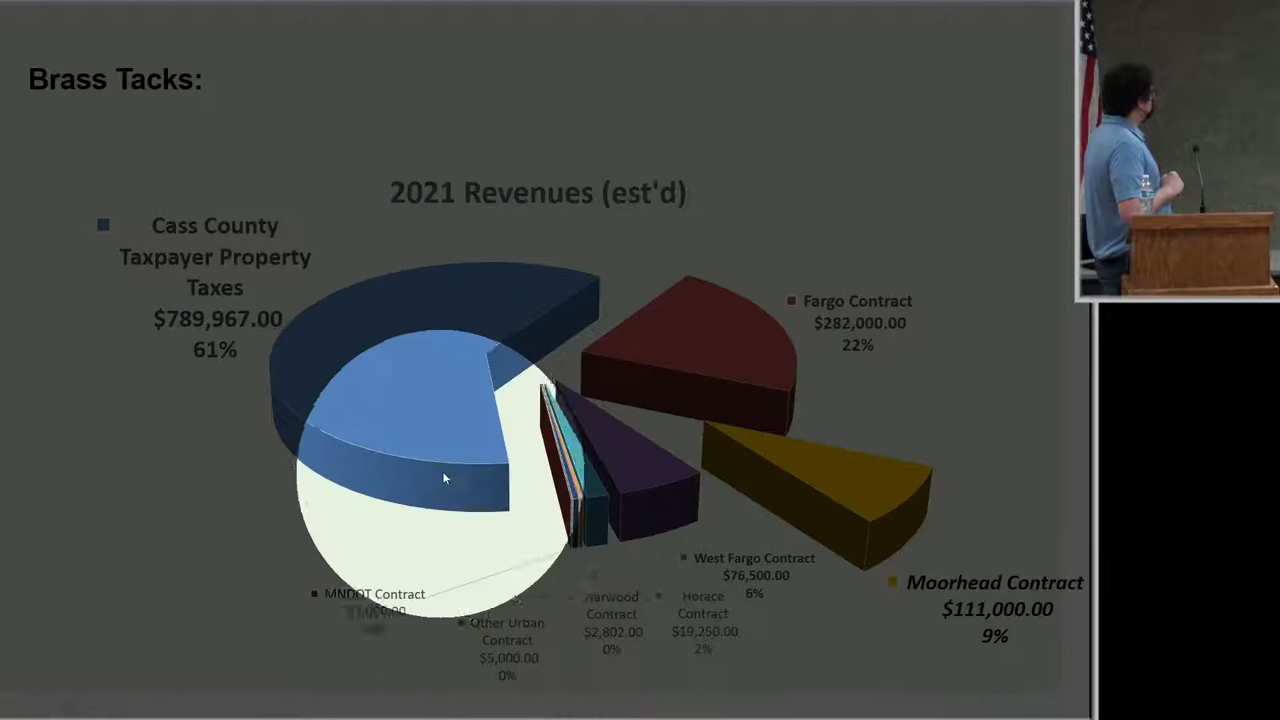 Brass Tacks:
2021 Revenues (est'd)
Cass County
Taxpayer Property
Taxes
$789,967.00
61%
Fargo Contract
$282,000.00
22%
West Fargo Contract
$76,500.00
6%
Moorhead Contract
$111,000.00
9%
MNDOT Contract
Other Urban
Contract
$5,000.00
0%
Harwood
Contract
$2,802.00
0%
Horace
Contract
$19,250.00
2%